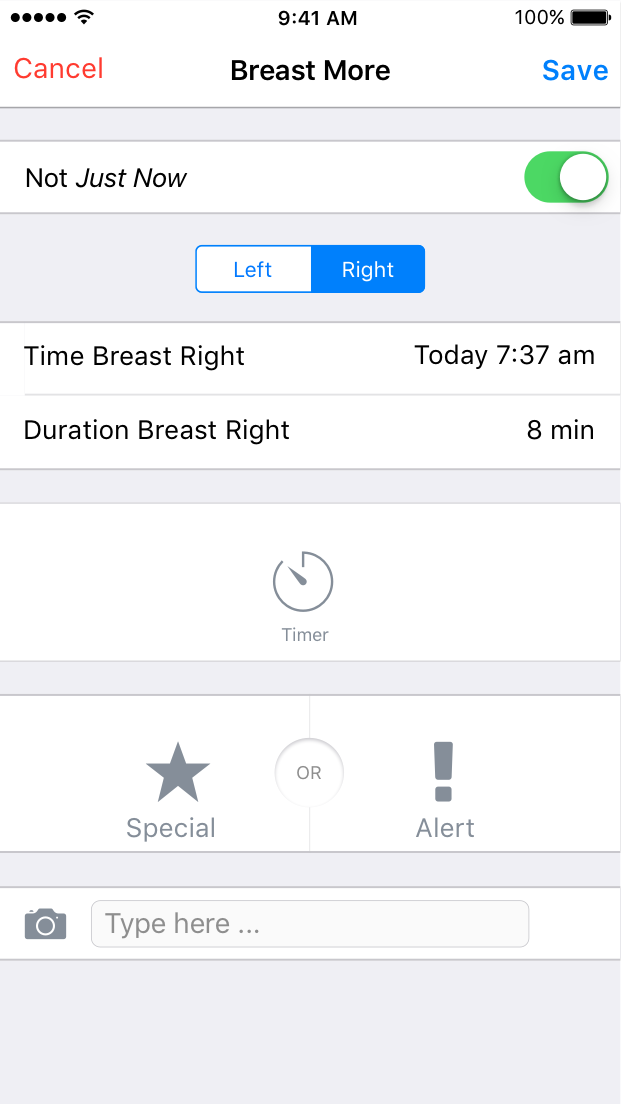 9:41 AM 100%
Cancel Breast More Save
Not Just Now
Left Right
Time Breast Right Today 7:37 am
Duration Breast Right 8 min
Timer
OR
Special Alert
Type here ...